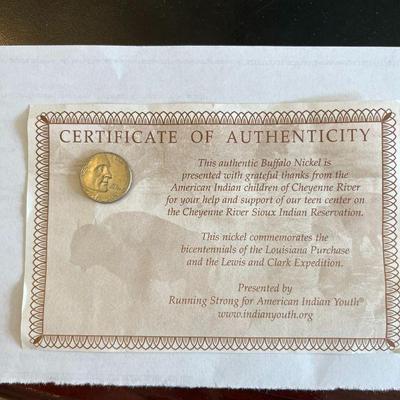 CERTIFICATE OF AUTHENTICITY
This authentic Buffalo Nickel is
presented with grateful thanks from the
American Indian children of Cheyenne River
for your help and support of our teen center on
the Cheyenne River Sioux Indian Reservation.
This nickel commemorates the
bicentennials of the Louisiana Purchase
and the Lewis and Clark Expedition.
Presented by
Running Strong for American Indian Youth®
www.indianyouth.org